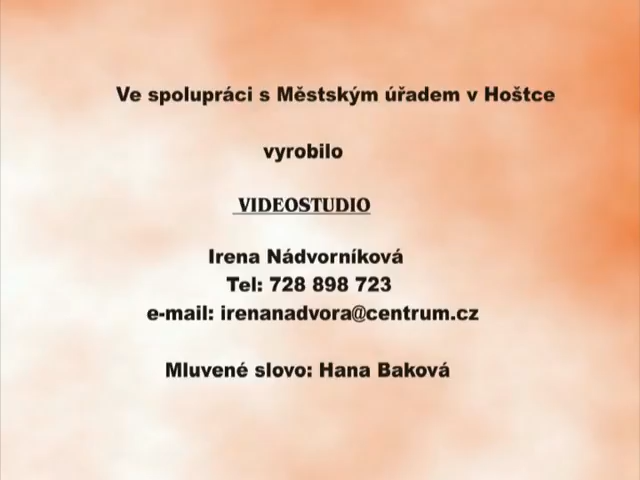 Ve spolupráci s Městským úřadem v Hoštce
vyrobilo
VIDEOSTUDIO
Irena Nádvorníková
Tel: 728 898 723
e-mail: irenanadvora@centrum.cz
Mluvené slovo: Hana Baková